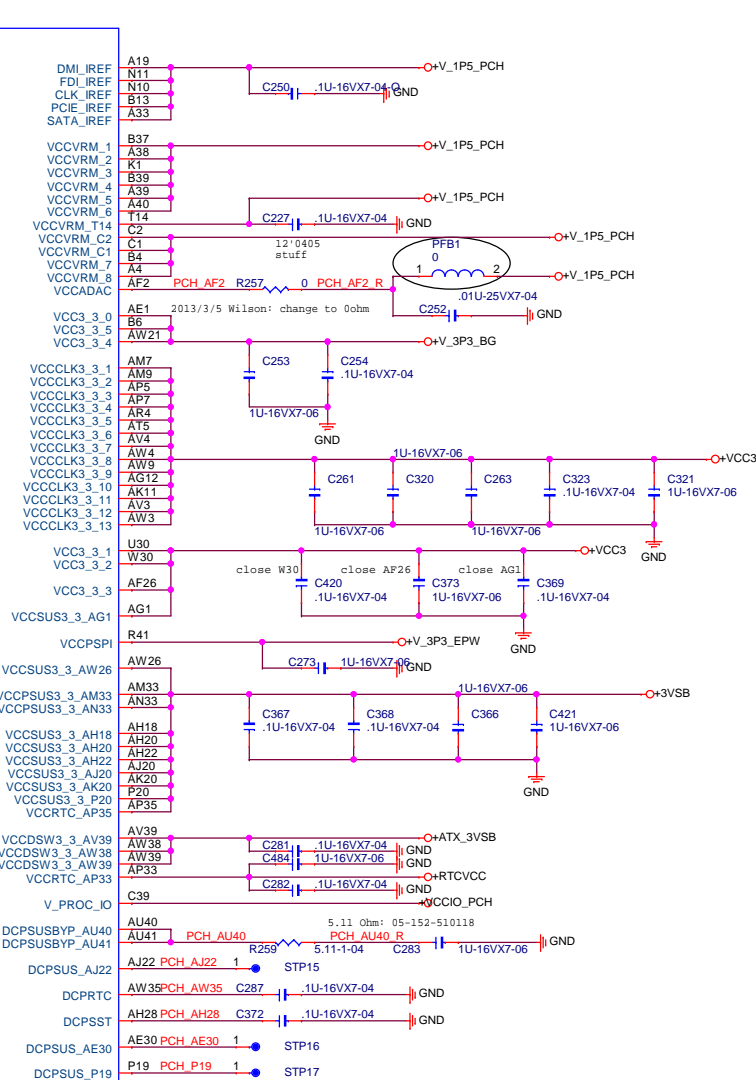 DMI_IREF A19 +V_1P5_PCH
FDI_IREF N11
CLK_IREF N10 C250 .1U-16VX7-04-O GND
PCIE_IREF B13
SATA_IREF A33
VCCVRM_1 B37 +V_1P5_PCH
VCCVRM_2 A38
VCCVRM_3 K1
VCCVRM_4 B39
VCCVRM_5 A39 +V_1P5_PCH
VCCVRM_6 A40
VCCVRM_T14 T14 C227 .1U-16VX7-04 GND
VCCVRM_C2 C2 +V_1P5_PCH
VCCVRM_C1 C1 12'0405 PFB1
stuff 0
VCCVRM_7 B4
VCCVRM_8 A4 1 2 +V_1P5_PCH
VCCADAC AF2 PCH_AF2 R257 0 PCH_AF2_R
.01U-25VX7-04
2013/3/5 Wilson: change to 0ohm C252 GND
VCC3_3_0 AE1
VCC3_3_5 B6
VCC3_3_4 AW21 +V_3P3_BG
VCCCLK3_3_1 AM7 C253 C254
VCCCLK3_3_2 AM9 .1U-16VX7-04
VCCCLK3_3_3 AP5
VCCCLK3_3_4 AP7
VCCCLK3_3_5 AR4 1U-16VX7-06
VCCCLK3_3_6 AT5
VCCCLK3_3_7 AV4 GND
VCCCLK3_3_8 AW4 1U-16VX7-06 +VCC3
VCCCLK3_3_9 AW9
VCCCLK3_3_10 AG12 C261 C320 C263 C323 C321
VCCCLK3_3_11 AK11 .1U-16VX7-04 1U-16VX7-06
VCCCLK3_3_12 AV3
VCCCLK3_3_13 AW3 1U-16VX7-06 1U-16VX7-06
VCC3_3_1 U30 +VCC3
VCC3_3_2 W30 GND
close W30 close AF26 close AG1
VCC3_3_3 AF26 C420 C373 C369
.1U-16VX7-04 1U-16VX7-06 .1U-16VX7-04
VCCSUS3_3_AG1 AG1
VCCPSPI R41 +V_3P3_EPW
GND
VCCSUS3_3_AW26 AW26 C273 1U-16VX7-06 GND
VCCPSUS3_3_AM33 AM33 1U-16VX7-06 +3VSB
VCCPSUS3_3_AN33 AN33
C367 C368 C366 C421
VCCSUS3_3_AH18 AH18 .1U-16VX7-04 .1U-16VX7-04 1U-16VX7-06
VCCSUS3_3_AH20 AH20
VCCSUS3_3_AH22 AH22
VCCSUS3_3_AJ20 AJ20
VCCSUS3_3_AK20 AK20
VCCSUS3_3_P20 P20 GND
VCCRTC_AP35 AP35
VCCDSW3_3_AV39 AV39 +ATX_3VSB
VCCDSW3_3_AW38 AW38 C281 .1U-16VX7-04 GND
VCCDSW3_3_AW39 AW39 C484 1U-16VX7-06 GND
VCCRTC_AP33 AP33 +RTCVCC
C282 .1U-16VX7-04 GND
V_PROC_IO C39 +VCCIO_PCH
5.11 Ohm: 05-152-510118
DCPSUSBYP_AU40 AU40
DCPSUSBYP_AU41 AU41 PCH_AU40 PCH_AU40_R GND
R259 5.11-1-04 C283 1U-16VX7-06
DCPSUS_AJ22 AJ22 PCH_AJ22 1 STP15
DCPRTC AW35 PCH_AW35 C287 .1U-16VX7-04 GND
DCPSST AH28 PCH_AH28 C372 .1U-16VX7-04 GND
DCPSUS_AE30 AE30 PCH_AE30 1 STP16
DCPSUS_P19 P19 PCH_P19 1 STP17